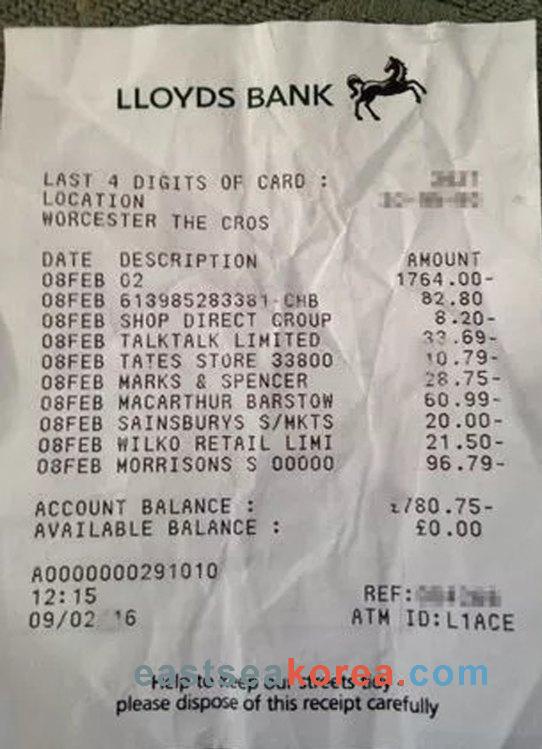 LLOYDS BANK
LAST 4 DIGITS OF CARD :
LOCATION
WORCESTER THE CROS
DATE DESCRIPTION AMOUNT
08FEB 02 1764.00-
08FEB 613985283381 CHB 82.80
08FEB SHOP DIRECT GROUP 8.20-
08FEB TALKTALK LIMITED 33.69-
08FEB TATES STORE 33800 10.79-
08FEB MARKS & SPENCER 28.75-
08FEB MACARTHUR BARSTOW 60.99-
08FEB SAINSBURYS S/MKTS 20.00-
08FEB WILKO RETAIL LIMI 21.50-
08FEB MORRISONS S 00000 96.79-
ACCOUNT BALANCE : 780.75-
AVAILABLE BALANCE : £0.00
A0000000291010
12:15 REF:
09/02 16 ATM ID:L1ACE
eastseakorea.com
Help to keep our streets tidy -
please dispose of this receipt carefully